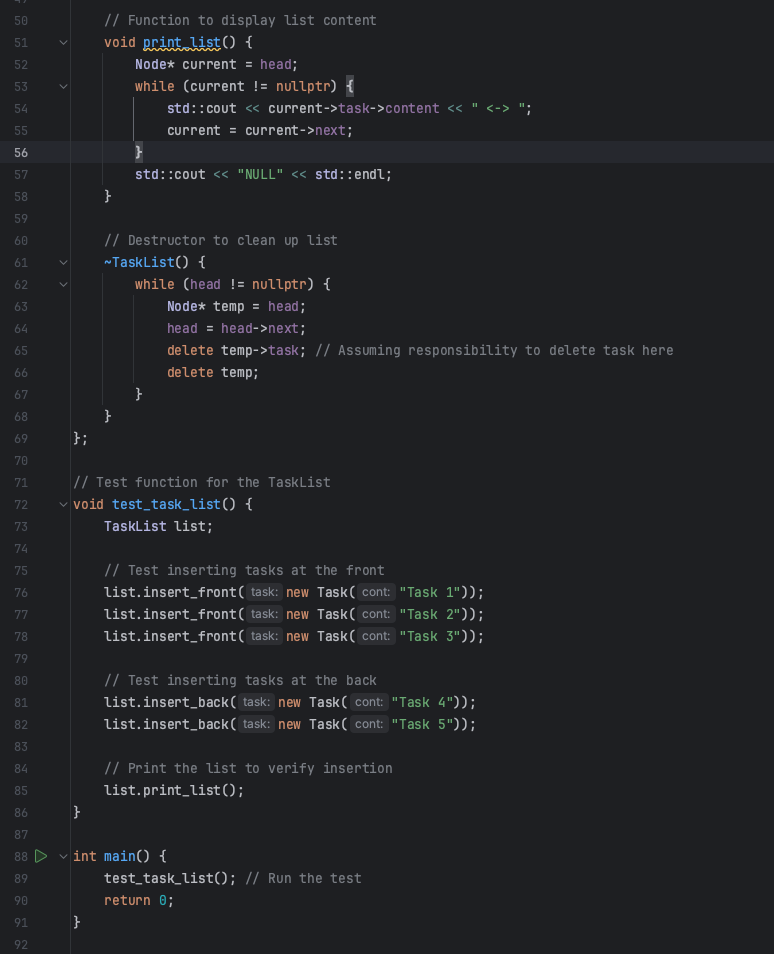 50 // Function to display list content
51 void print_list() {
52 Node* current = head;
53 while (current != nullptr) {
54 std::cout << current->task->content << " <-> ";
55 current = current->next;
56 }
57 std::cout << "NULL" << std::endl;
58 }
59
60 // Destructor to clean up list
61 ~TaskList() {
62 while (head != nullptr) {
63 Node* temp = head;
64 head = head->next;
65 delete temp->task; // Assuming responsibility to delete task here
66 delete temp;
67 }
68 }
69 };
70
71 // Test function for the TaskList
72 void test_task_list() {
73 TaskList list;
74
75 // Test inserting tasks at the front
76 list.insert_front( task: new Task( cont: "Task 1"));
77 list.insert_front( task: new Task( cont: "Task 2"));
78 list.insert_front( task: new Task( cont: "Task 3"));
79
80 // Test inserting tasks at the back
81 list.insert_back( task: new Task( cont: "Task 4"));
82 list.insert_back( task: new Task( cont: "Task 5"));
83
84 // Print the list to verify insertion
85 list.print_list();
86 }
87
88 int main() {
89 test_task_list(); // Run the test
90 return 0;
91 }
92